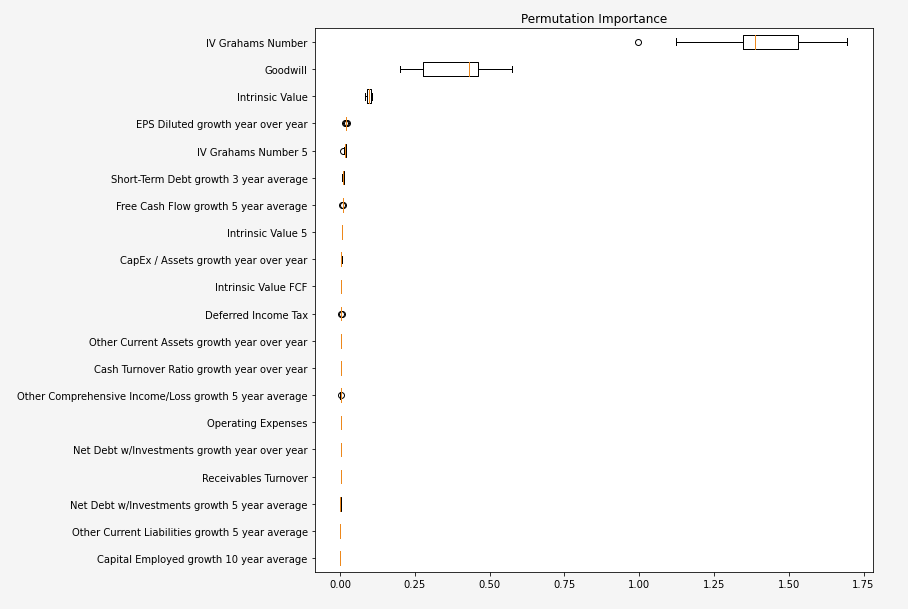 Permutation Importance
IV Grahams Number
Goodwill
Intrinsic Value
EPS Diluted growth year over year
IV Grahams Number 5
Short-Term Debt growth 3 year average
Free Cash Flow growth 5 year average
Intrinsic Value 5
CapEx / Assets growth year over year
Intrinsic Value FCF
Deferred Income Tax
Other Current Assets growth year over year
Cash Turnover Ratio growth year over year
Other Comprehensive Income/Loss growth 5 year average
Operating Expenses
Net Debt w/Investments growth year over year
Receivables Turnover
Net Debt w/Investments growth 5 year average
Other Current Liabilities growth 5 year average
Capital Employed growth 10 year average
0.00 0.25 0.50 0.75 1.00 1.25 1.50 1.75